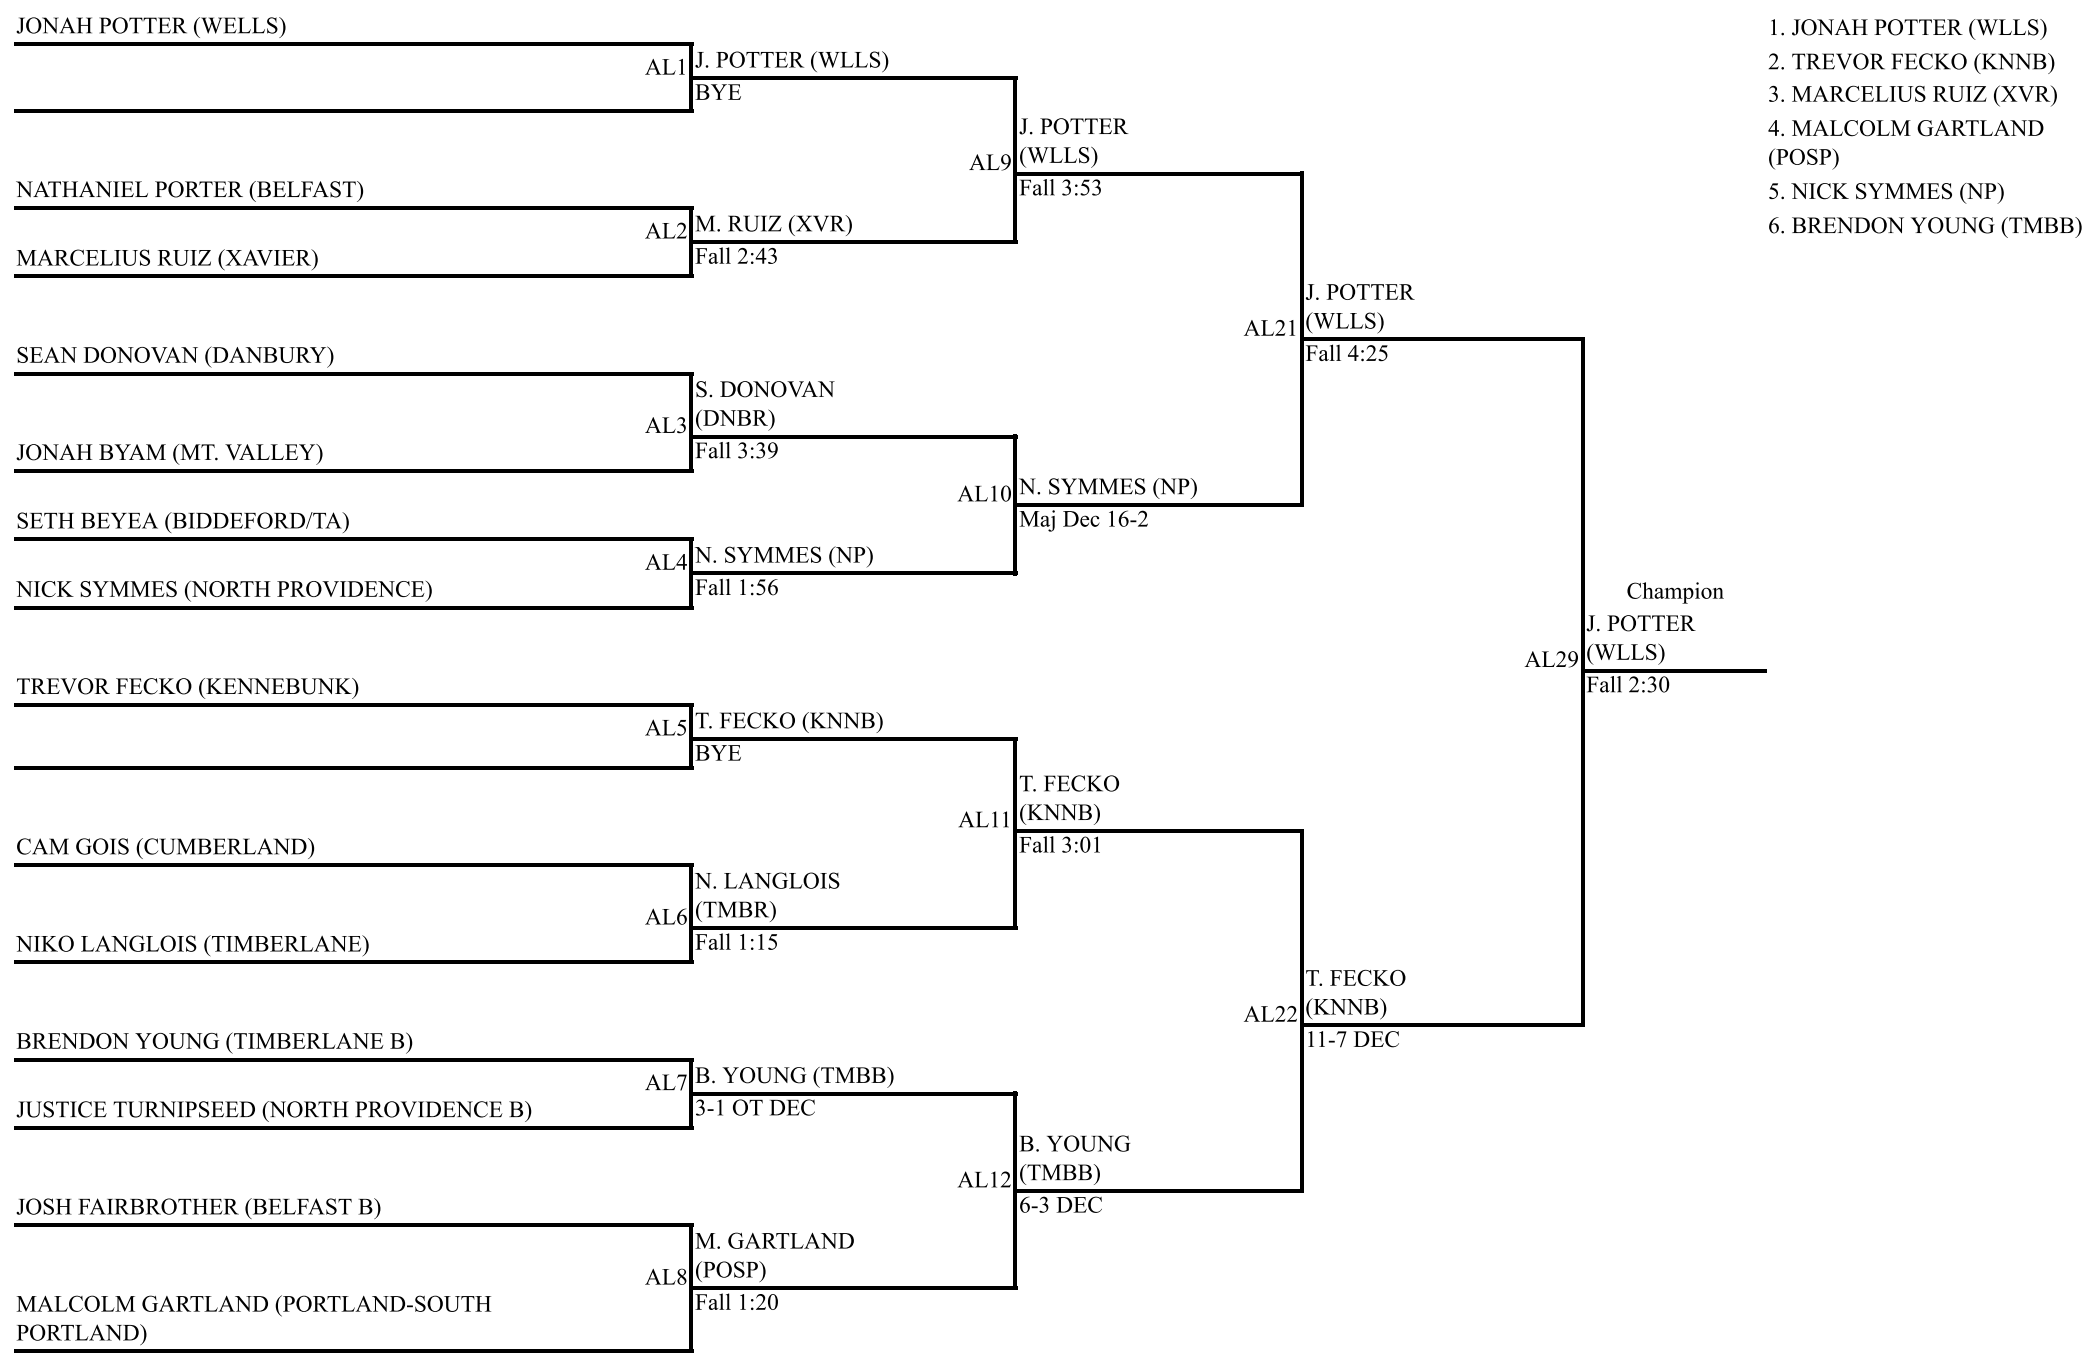 JONAH POTTER (WELLS)
AL1
J. POTTER (WLLS)
BYE
NATHANIEL PORTER (BELFAST)
AL2
M. RUIZ (XVR)
Fall 2:43
MARCELIUS RUIZ (XAVIER)
AL9
J. POTTER
(WLLS)
Fall 3:53
SEAN DONOVAN (DANBURY)
AL3
S. DONOVAN
(DNBR)
Fall 3:39
JONAH BYAM (MT. VALLEY)
SETH BEYEA (BIDDEFORD/TA)
AL4
N. SYMMES (NP)
Fall 1:56
NICK SYMMES (NORTH PROVIDENCE)
AL10
N. SYMMES (NP)
Maj Dec 16-2
AL21
J. POTTER
(WLLS)
Fall 4:25
TREVOR FECKO (KENNEBUNK)
AL5
T. FECKO (KNNB)
BYE
CAM GOIS (CUMBERLAND)
AL6
N. LANGLOIS
(TMBR)
Fall 1:15
NIKO LANGLOIS (TIMBERLANE)
AL11
T. FECKO
(KNNB)
Fall 3:01
BRENDON YOUNG (TIMBERLANE B)
AL7
B. YOUNG (TMBB)
3-1 OT DEC
JUSTICE TURNIPSEED (NORTH PROVIDENCE B)
JOSH FAIRBROTHER (BELFAST B)
AL8
M. GARTLAND
(POSP)
Fall 1:20
MALCOLM GARTLAND (PORTLAND-SOUTH
PORTLAND)
AL12
B. YOUNG
(TMBB)
6-3 DEC
AL22
T. FECKO
(KNNB)
11-7 DEC
AL29
Champion
J. POTTER
(WLLS)
Fall 2:30
1. JONAH POTTER (WLLS)
2. TREVOR FECKO (KNNB)
3. MARCELIUS RUIZ (XVR)
4. MALCOLM GARTLAND
(POSP)
5. NICK SYMMES (NP)
6. BRENDON YOUNG (TMBB)